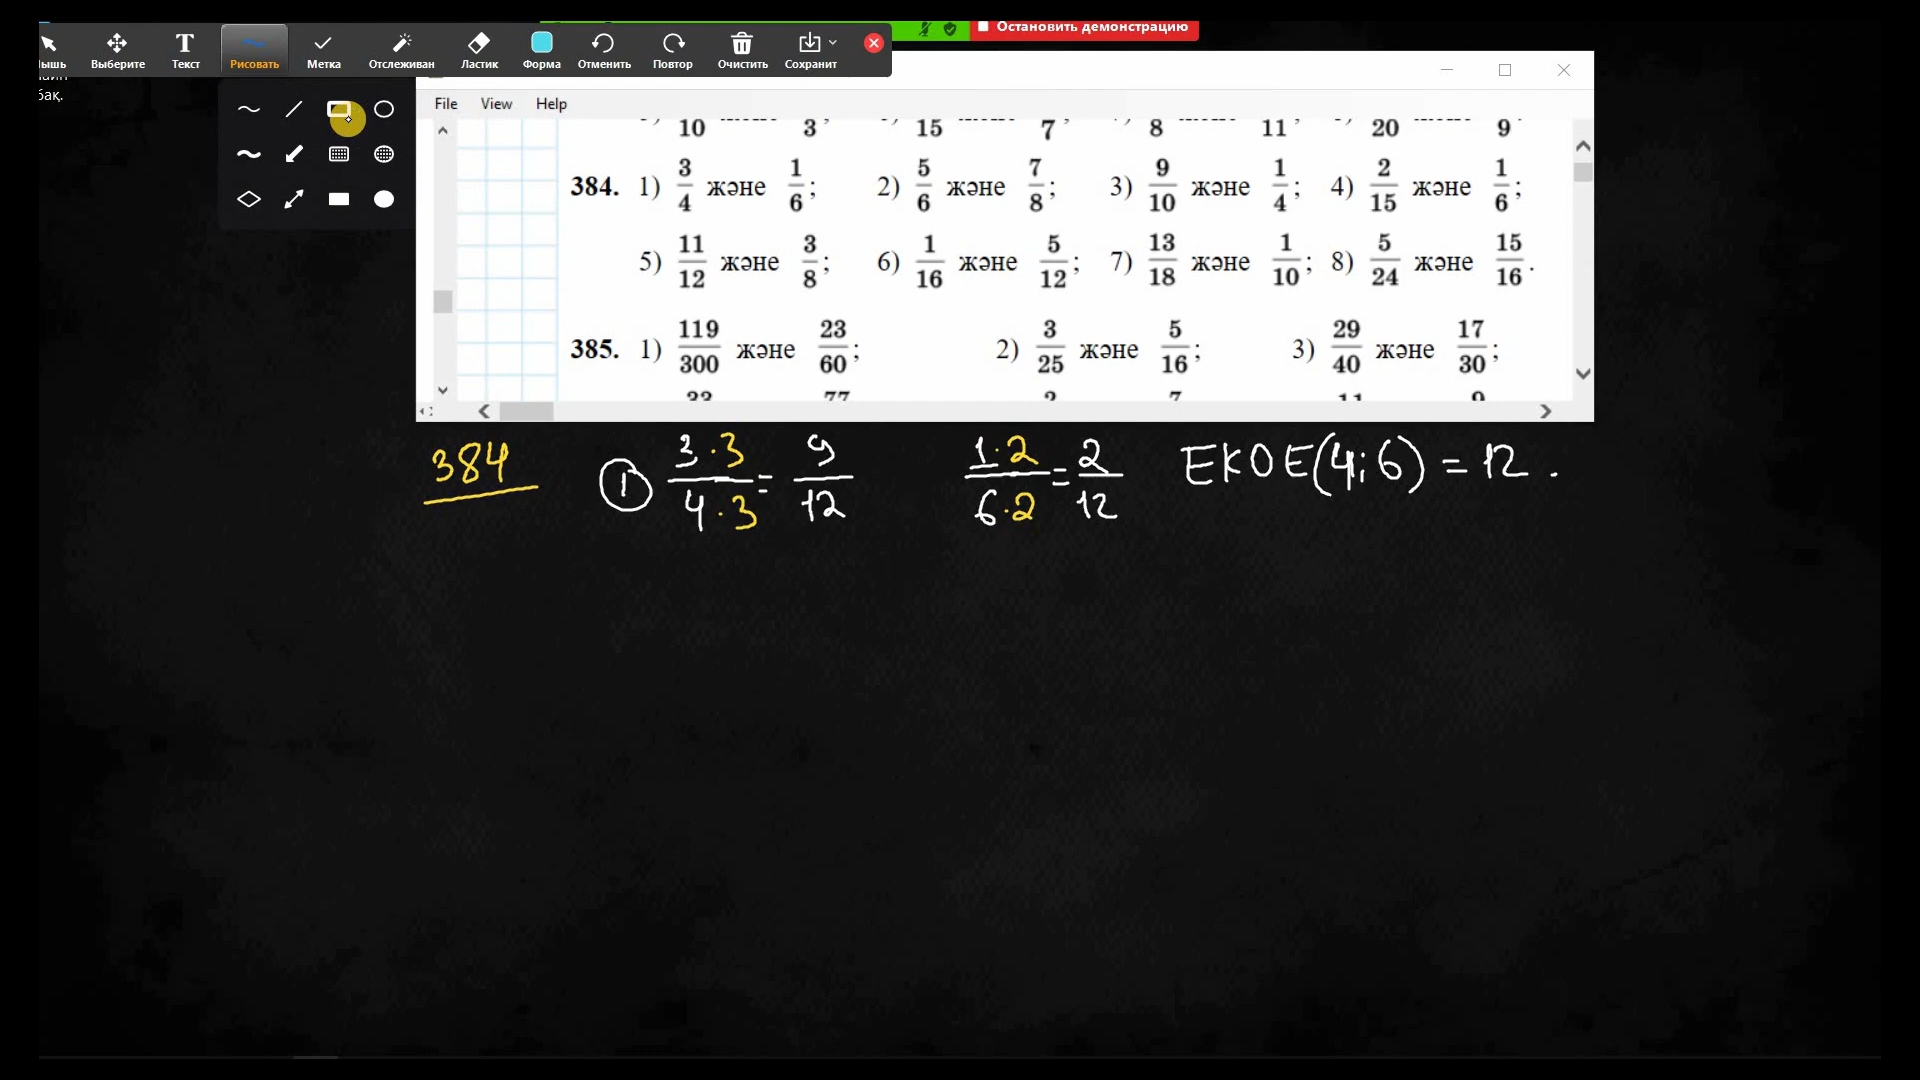 Остановить демонстрацию
Выберите Текст Рисовать Метка Отслеживан Ластик Форма Отменить Повтор Очистить Сохранит
File View Help
10 3 15 7 8 11 20 9
384. 1) 3/4 және 1/6; 2) 5/6 және 7/8; 3) 9/10 және 1/4; 4) 2/15 және 1/6;
5) 11/12 және 3/8; 6) 1/16 және 5/12; 7) 13/18 және 1/10; 8) 5/24 және 15/16.
385. 1) 119/300 және 23/60; 2) 3/25 және 5/16; 3) 29/40 және 17/30;
384 ① 3·3/4·3 = 9/12 1·2/6·2 = 2/12 ЕКОЕ(4;6) = 12.